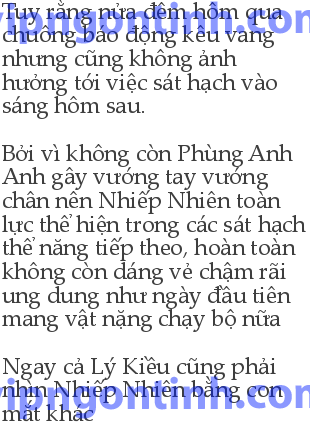 Tuy rằng nửa đêm hôm qua
chuông báo động kêu vang
nhưng cũng không ảnh
hưởng tới việc sát hạch vào
sáng hôm sau.
Bởi vì không còn Phùng Anh
Anh gây vướng tay vướng
chân nên Nhiếp Nhiên toàn
lực thể hiện trong các sát hạch
thể năng tiếp theo, hoàn toàn
không còn dáng vẻ chậm rãi
ung dung như ngày đầu tiên
mang vật nặng chạy bộ nữa
Ngay cả Lý Kiều cũng phải
nhìn Nhiếp Nhiên bằng con
mắt khác